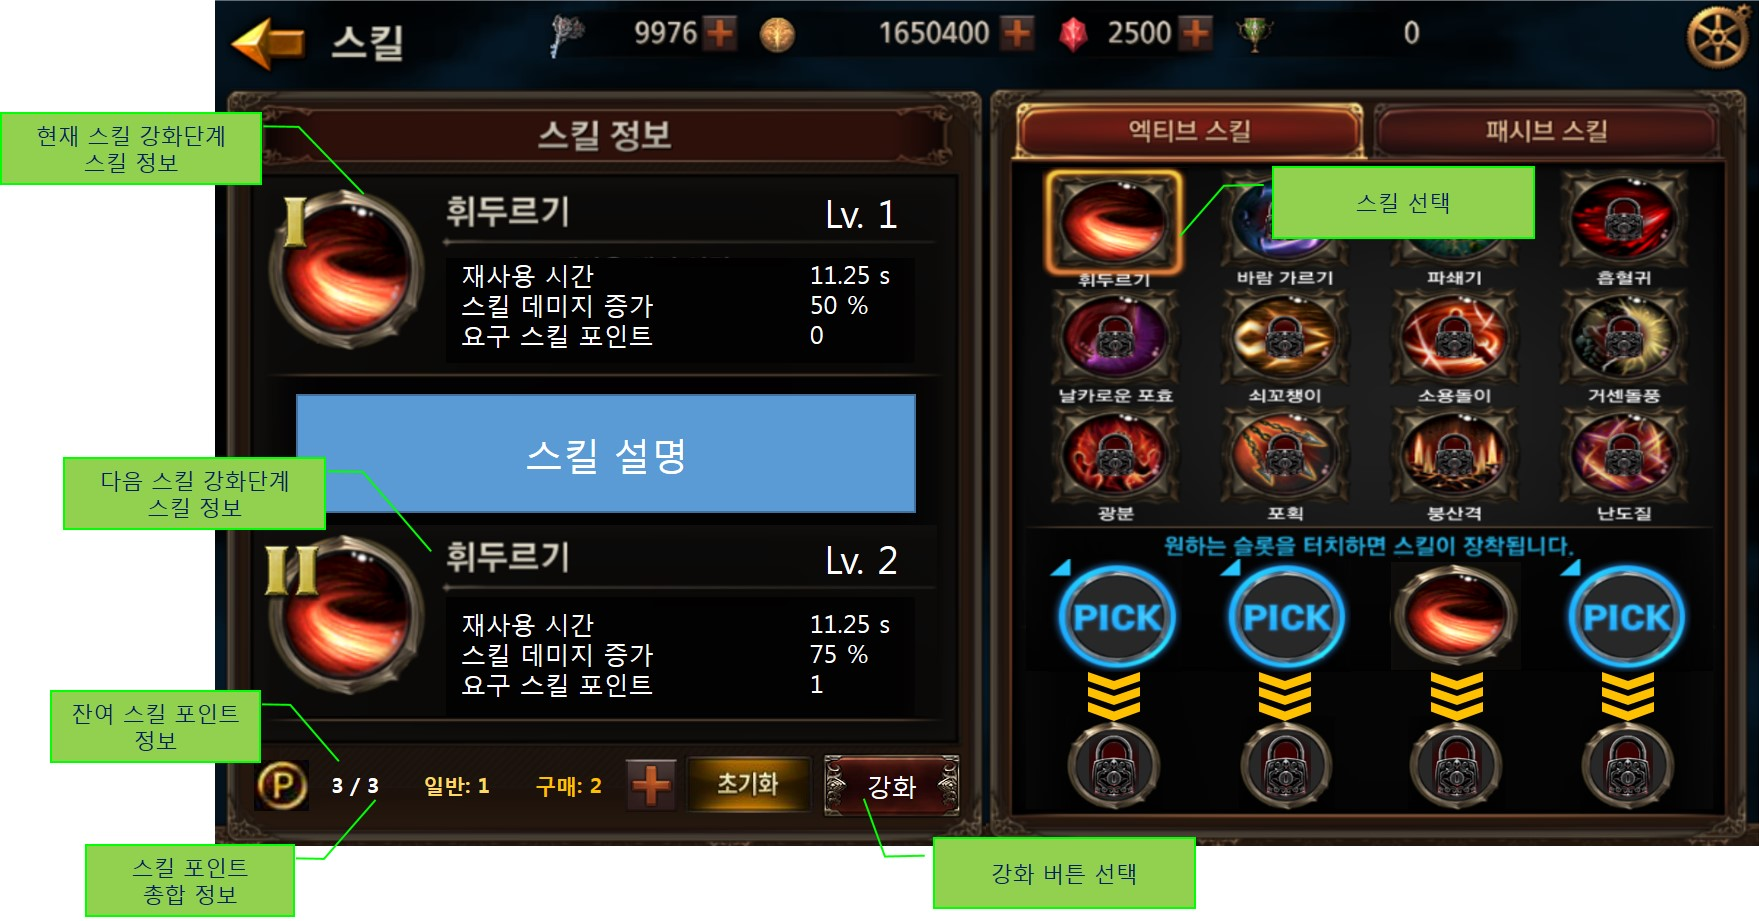 스킬
9976
1650400
2500
0
현재 스킬 강화단계
스킬 정보
스킬 정보
I
휘두르기
Lv. 1
재사용 시간
11.25 s
스킬 데미지 증가
50 %
요구 스킬 포인트
0
스킬 설명
다음 스킬 강화단계
스킬 정보
II
휘두르기
Lv. 2
재사용 시간
11.25 s
스킬 데미지 증가
75 %
요구 스킬 포인트
1
잔여 스킬 포인트
정보
P
3 / 3
일반: 1
구매: 2
초기화
강화
스킬 포인트
총합 정보
강화 버튼 선택
엑티브 스킬
패시브 스킬
스킬 선택
휘두르기
바람 가르기
파쇄기
흡혈귀
날카로운 포효
쇠꼬챙이
소용돌이
거센돌풍
광분
포획
붕산격
난도질
원하는 슬롯을 터치하면 스킬이 장착됩니다.
PICK
PICK
PICK